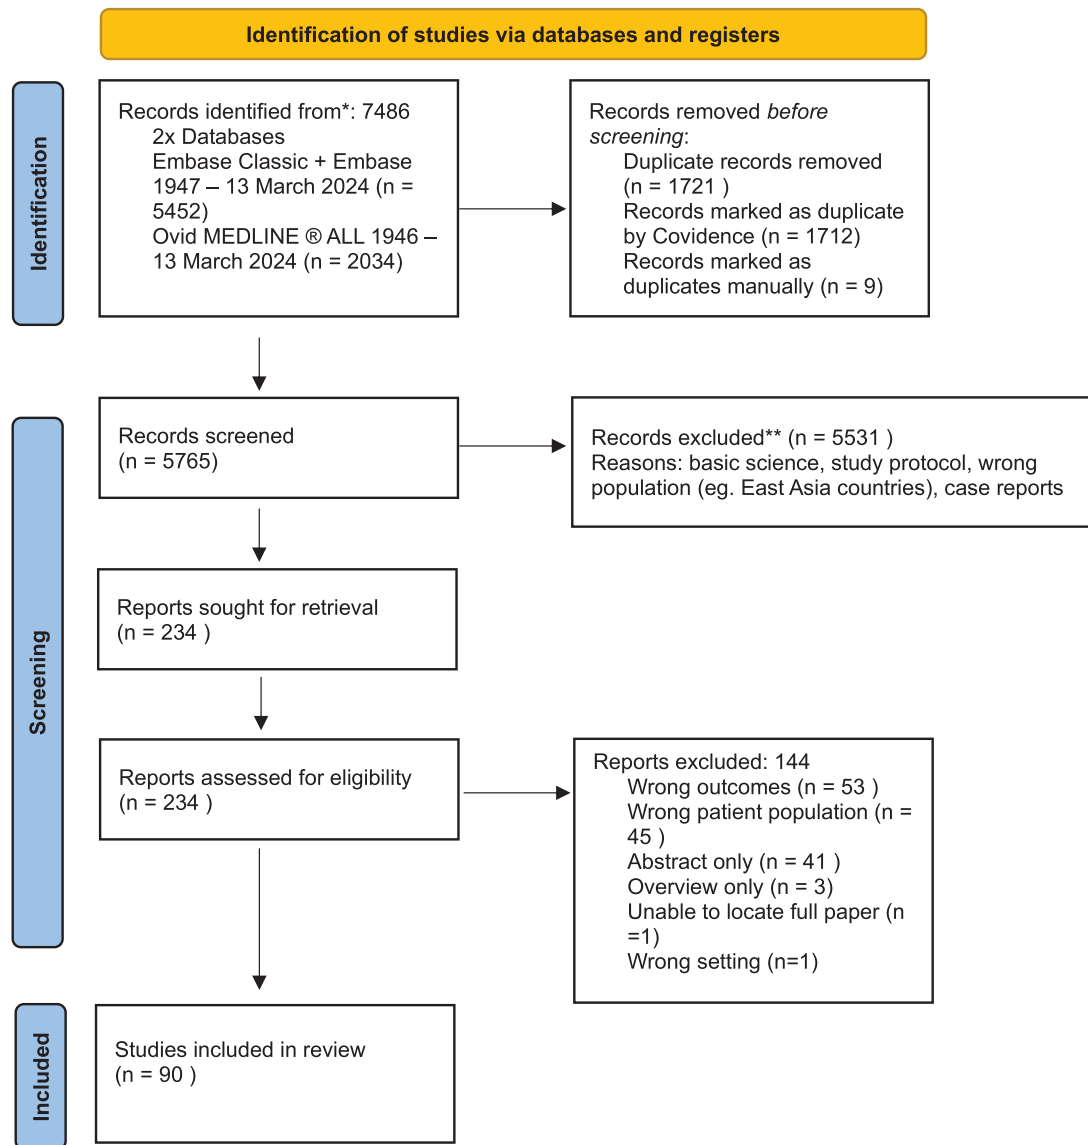 Identification of studies via databases and registers
Identification
Records identified from*: 7486
2x Databases
Embase Classic + Embase
1947 – 13 March 2024 (n =
5452)
Ovid MEDLINE ® ALL 1946 –
13 March 2024 (n = 2034)
Records removed before
screening:
Duplicate records removed
(n = 1721 )
Records marked as duplicate
by Covidence (n = 1712)
Records marked as
duplicates manually (n = 9)
Screening
Records screened
(n = 5765)
Records excluded** (n = 5531 )
Reasons: basic science, study protocol, wrong
population (eg. East Asia countries), case reports
Reports sought for retrieval
(n = 234 )
Reports assessed for eligibility
(n = 234 )
Reports excluded: 144
Wrong outcomes (n = 53 )
Wrong patient population (n =
45 )
Abstract only (n = 41 )
Overview only (n = 3)
Unable to locate full paper (n
=1)
Wrong setting (n=1)
Included
Studies included in review
(n = 90 )